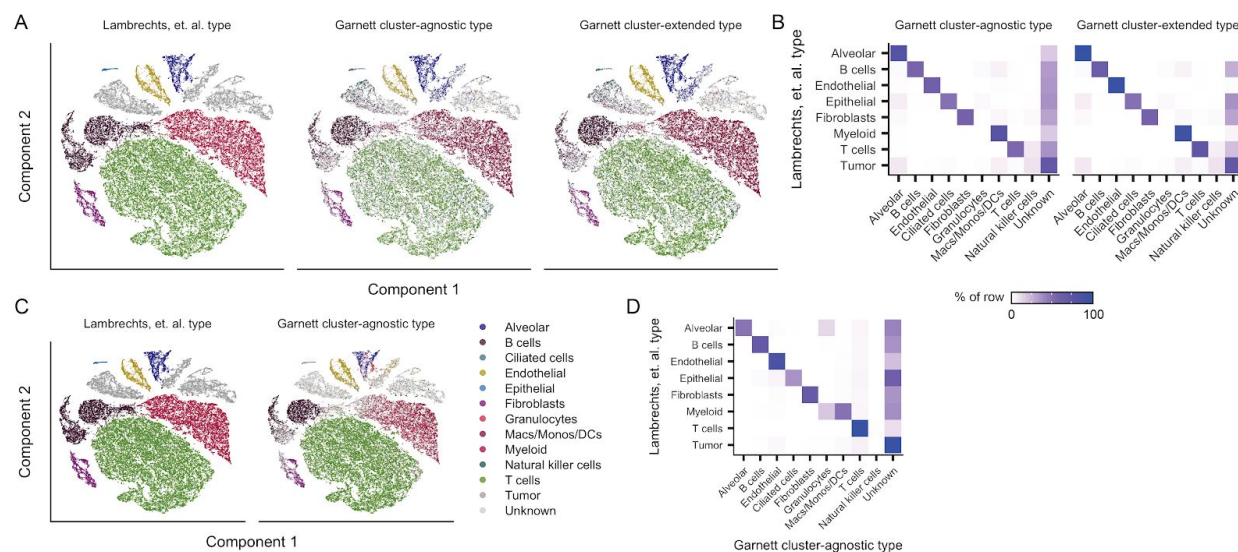 A
Lambrechts, et. al. type
Garnett cluster-agnostic type
Garnett cluster-extended type
Component 2
Component 1
B
Garnett cluster-agnostic type
Garnett cluster-extended type
Lambrechts, et. al. type
Alveolar
B cells
Endothelial
Epithelial
Fibroblasts
Myeloid
T cells
Tumor
Alveolar
B cells
Endothelial
Ciliated cells
Fibroblasts
Granulocytes
Macs/Monos/DCs
T cells
Natural killer cells
Unknown
Alveolar
B cells
Endothelial
Ciliated cells
Fibroblasts
Granulocytes
Macs/Monos/DCs
T cells
Natural killer cells
Unknown
% of row
0
100
C
Lambrechts, et. al. type
Garnett cluster-agnostic type
Component 2
Component 1
Alveolar
B cells
Ciliated cells
Endothelial
Epithelial
Fibroblasts
Granulocytes
Macs/Monos/DCs
Myeloid
Natural killer cells
T cells
Tumor
Unknown
D
Lambrechts, et. al. type
Alveolar
B cells
Endothelial
Epithelial
Fibroblasts
Myeloid
T cells
Tumor
Alveolar
B cells
Endothelial
Ciliated cells
Fibroblasts
Granulocytes
Macs/Monos/DCs
T cells
Natural killer cells
Unknown
Garnett cluster-agnostic type